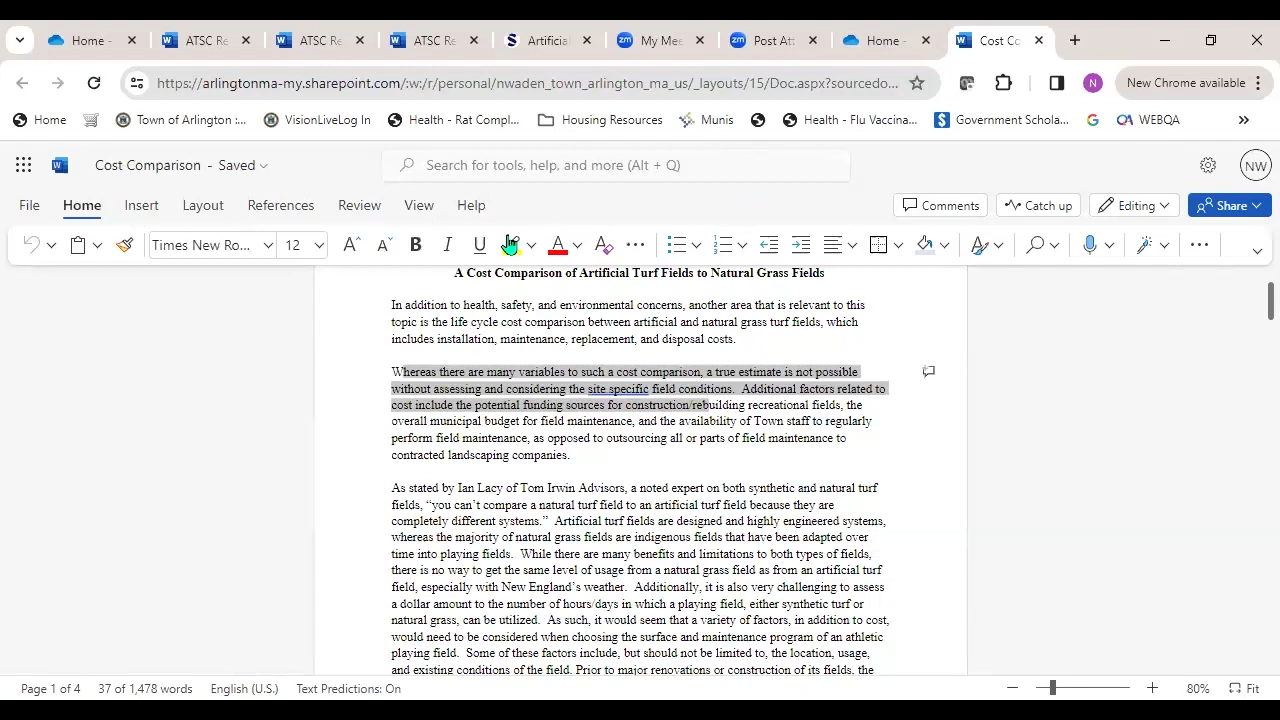 Home -
ATSC Re
ATSC Re
ATSC Re
Artificial
My Mee
Post Att
Home -
Cost Co
https://arlingtonma-my.sharepoint.com/:w:/r/personal/nwaden_town_arlington_ma_us/_layouts/15/Doc.aspx?sourcedo...
N
New Chrome available
Home
Town of Arlington :...
VisionLiveLog In
Health - Rat Compl...
Housing Resources
Munis
Health - Flu Vaccina...
Government Schola...
WEBQA
Cost Comparison - Saved
Search for tools, help, and more (Alt + Q)
NW
File Home Insert Layout References Review View Help
Comments Catch up Editing Share
Times New Ro... 12
A Cost Comparison of Artificial Turf Fields to Natural Grass Fields
In addition to health, safety, and environmental concerns, another area that is relevant to this
topic is the life cycle cost comparison between artificial and natural grass turf fields, which
includes installation, maintenance, replacement, and disposal costs.
Whereas there are many variables to such a cost comparison, a true estimate is not possible
without assessing and considering the site specific field conditions. Additional factors related to
cost include the potential funding sources for construction/rebuilding recreational fields, the
overall municipal budget for field maintenance, and the availability of Town staff to regularly
perform field maintenance, as opposed to outsourcing all or parts of field maintenance to
contracted landscaping companies.
As stated by Ian Lacy of Tom Irwin Advisors, a noted expert on both synthetic and natural turf
fields, “you can’t compare a natural turf field to an artificial turf field because they are
completely different systems.” Artificial turf fields are designed and highly engineered systems,
whereas the majority of natural grass fields are indigenous fields that have been adapted over
time into playing fields. While there are many benefits and limitations to both types of fields,
there is no way to get the same level of usage from a natural grass field as from an artificial turf
field, especially with New England’s weather. Additionally, it is also very challenging to assess
a dollar amount to the number of hours/days in which a playing field, either synthetic turf or
natural grass, can be utilized. As such, it would seem that a variety of factors, in addition to cost,
would need to be considered when choosing the surface and maintenance program of an athletic
playing field. Some of these factors include, but should not be limited to, the location, usage,
and existing conditions of the field. Prior to major renovations or construction of its fields, the
Page 1 of 4 37 of 1,478 words English (U.S.) Text Predictions: On 80% Fit